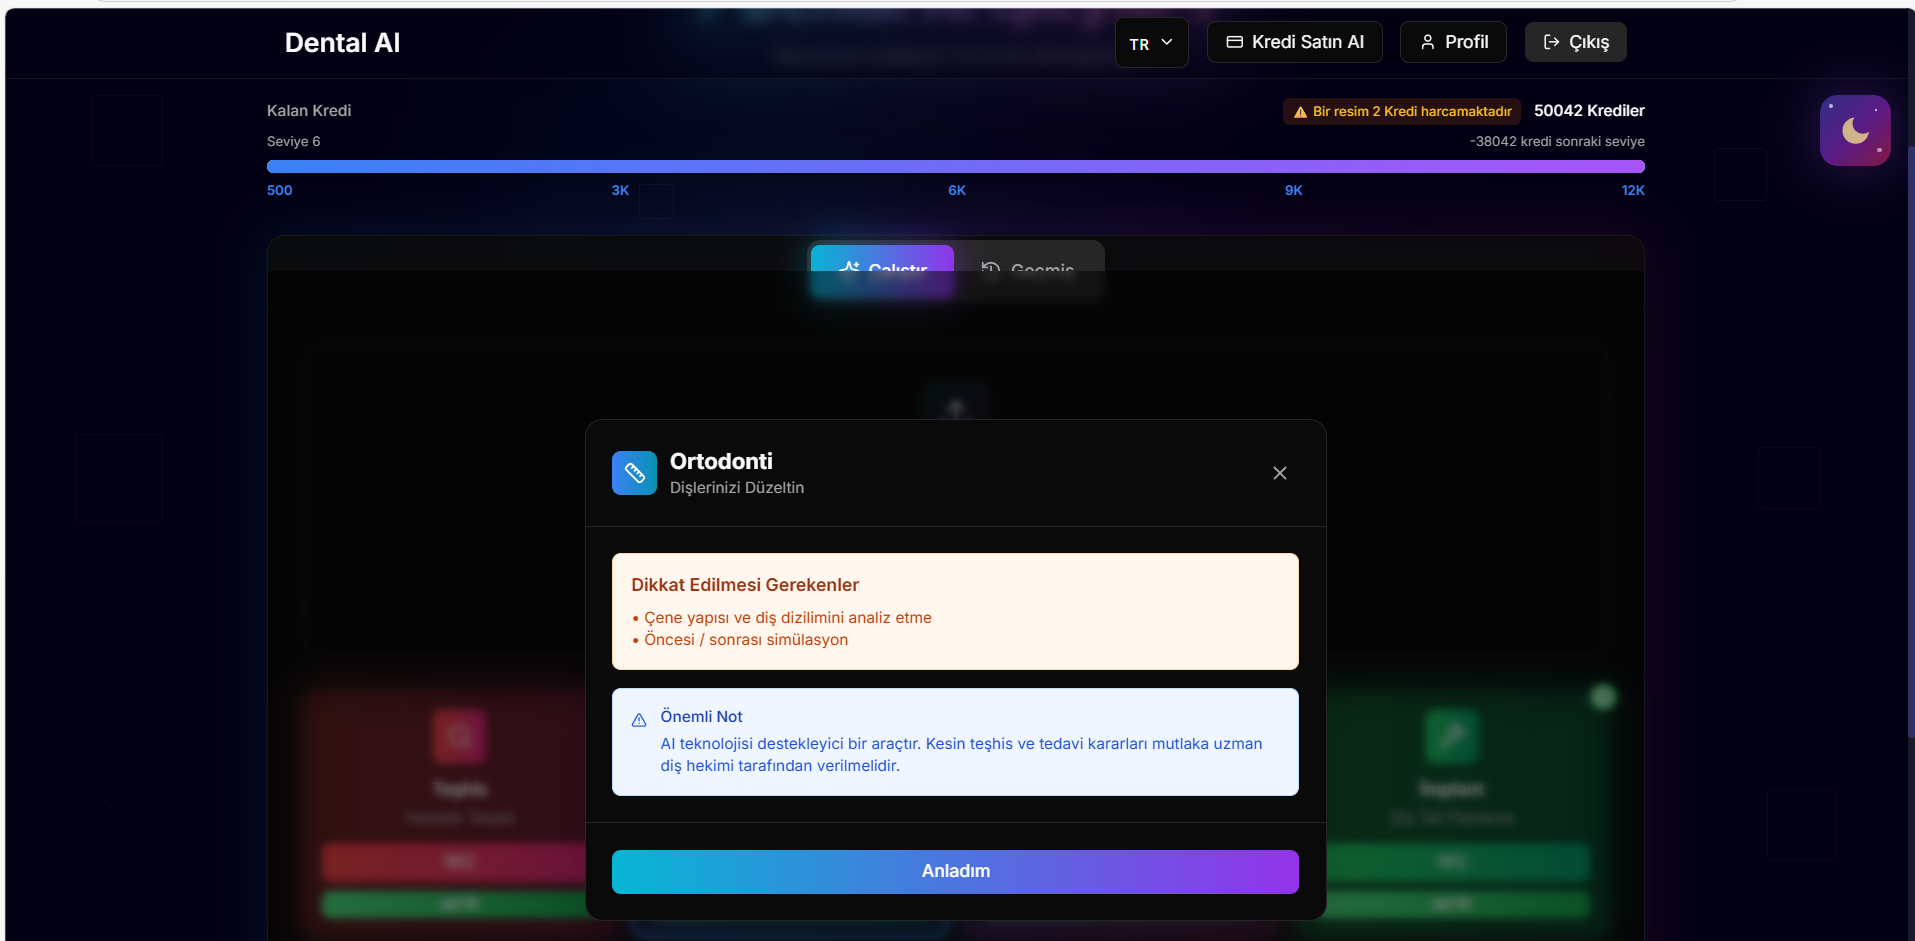 Dental AI
TR
Kredi Satın Al
Profil
Çıkış
Kalan Kredi
Bir resim 2 Kredi harcamaktadır
50042 Krediler
Seviye 6
-38042 kredi sonraki seviye
500
3K
6K
9K
12K
Çalıştır
Geçmiş
Ortodonti
Dişlerinizi Düzeltin
Dikkat Edilmesi Gerekenler
• Çene yapısı ve diş dizilimini analiz etme
• Öncesi / sonrası simülasyon
Önemli Not
AI teknolojisi destekleyici bir araçtır. Kesin teşhis ve tedavi kararları mutlaka uzman
diş hekimi tarafından verilmelidir.
Teşhis
İmplant
Anladım